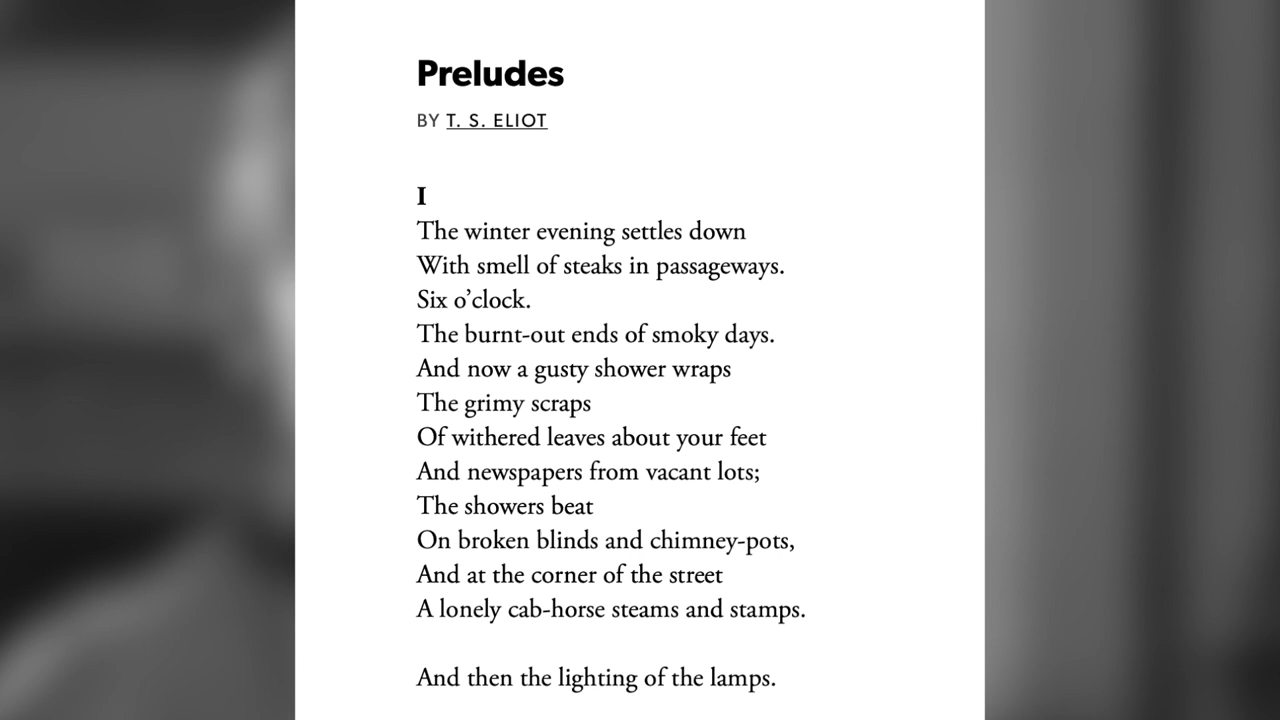 Preludes
BY T. S. ELIOT
I
The winter evening settles down
With smell of steaks in passageways.
Six o’clock.
The burnt-out ends of smoky days.
And now a gusty shower wraps
The grimy scraps
Of withered leaves about your feet
And newspapers from vacant lots;
The showers beat
On broken blinds and chimney-pots,
And at the corner of the street
A lonely cab-horse steams and stamps.
And then the lighting of the lamps.